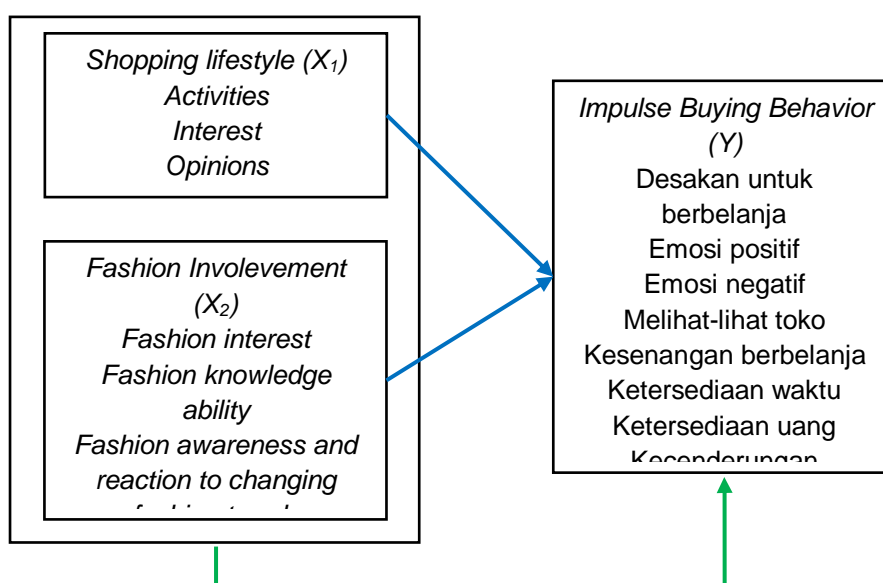 Shopping lifestyle (X1)
Activities
Interest
Opinions
Fashion Involevement
(X2)
Fashion interest
Fashion knowledge
ability
Fashion awareness and
reaction to changing
Impulse Buying Behavior
(Y)
Desakan untuk
berbelanja
Emosi positif
Emosi negatif
Melihat-lihat toko
Kesenangan berbelanja
Ketersediaan waktu
Ketersediaan uang
Kecenderungan